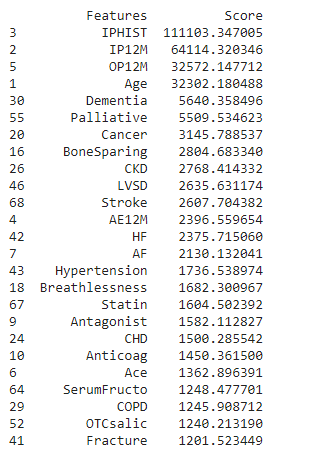 Features Score
3 IPHIST 111103.347005
2 IP12M 64114.320346
5 OP12M 32572.147712
1 Age 32302.180488
30 Dementia 5640.358496
55 Palliative 5509.534623
20 Cancer 3145.788537
16 BoneSparing 2804.683340
26 CKD 2768.414332
46 LVSD 2635.631174
68 Stroke 2607.704382
4 AE12M 2396.559654
42 HF 2375.715060
7 AF 2130.132041
43 Hypertension 1736.538974
18 Breathlessness 1682.300967
67 Statin 1604.502392
9 Antagonist 1582.112827
24 CHD 1500.285542
10 Anticoag 1450.361500
6 Ace 1362.896391
64 SerumFructo 1248.477701
29 COPD 1245.908712
52 OTCsalic 1240.213190
41 Fracture 1201.523449